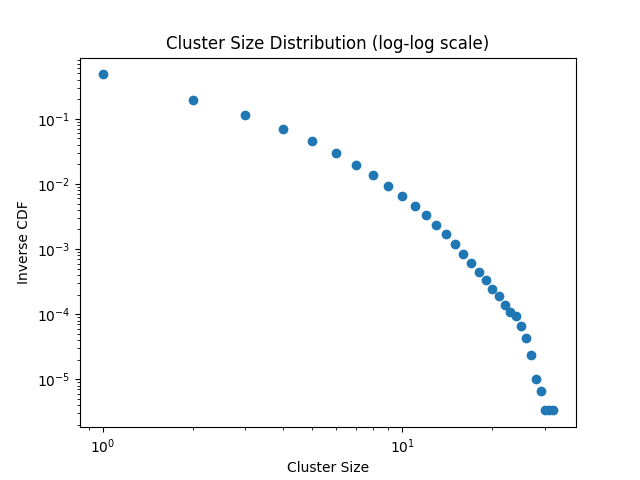 Cluster Size Distribution (log-log scale)
Inverse CDF
10⁻¹
10⁻²
10⁻³
10⁻⁴
10⁻⁵
10⁰ 10¹
Cluster Size